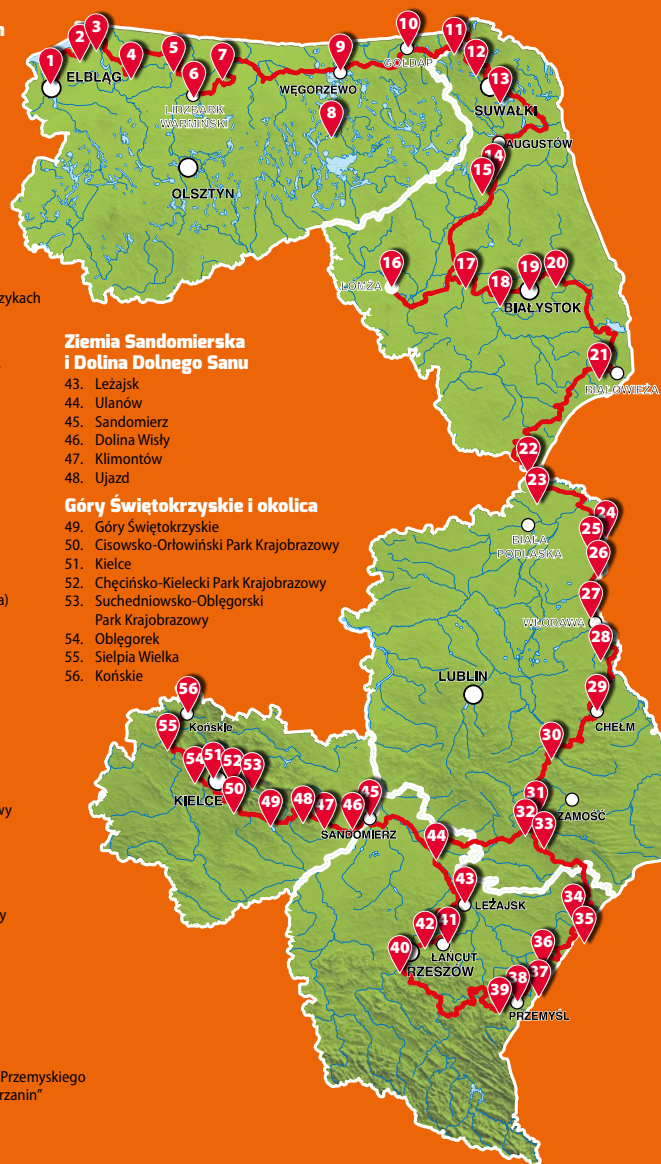 h
zykach
Ziemia Sandomierska
i Dolina Dolnego Sanu
43. Leżajsk
44. Ulanów
45. Sandomierz
46. Dolina Wisły
47. Klimontów
48. Ujazd
Góry Świętokrzyskie i okolica
49. Góry Świętokrzyskie
50. Cisowsko-Orłowiński Park Krajobrazowy
51. Kielce
52. Chęcińsko-Kielecki Park Krajobrazowy
53. Suchedniowsko-Oblęgorski
Park Krajobrazowy
54. Oblęgorek
55. Sielpia Wielka
56. Końskie
a)
wy
y
Przemyskiego
rzanin”
1
2
3
4
5
6
7
8
9
10
11
12
13
ELBLĄG
LIDZBARK
WARMIŃSKI
WĘGORZEWO
GOŁDAP
SUWAŁKI
OLSZTYN
AUGUSTÓW
14
15
16
17
18
19
20
ŁOMŻA
BIAŁYSTOK
21
BIAŁOWIEŻA
22
23
24
25
26
BIAŁA
PODLASKA
27
WŁODAWA
28
LUBLIN
29
CHEŁM
30
31
32
33
ZAMOŚĆ
56
Końskie
55
54
51
52
53
50
KIELCE
49
48
47
46
45
SANDOMIERZ
44
43
LEŻAJSK
42
41
ŁAŃCUT
40
RZESZÓW
34
35
36
37
38
39
PRZEMYŚL